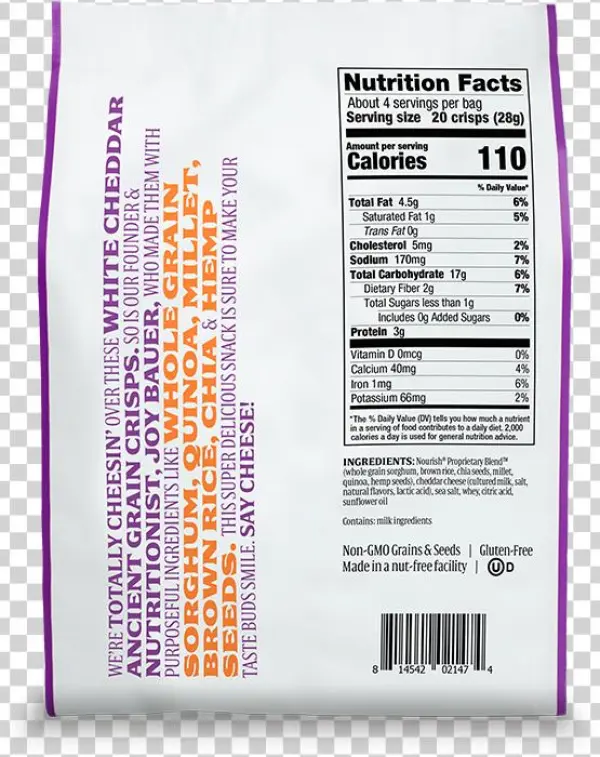 WE'RE TOTALLY CHEESIN' OVER THESE WHITE CHEDDAR
ANCIENT GRAIN CRISPS. SO IS OUR FOUNDER &
NUTRITIONIST, JOY BAUER, WHO MADE THEM WITH
PURPOSEFUL INGREDIENTS LIKE WHOLE GRAIN
SORGHUM, QUINOA, MILLET,
BROWN RICE, CHIA & HEMP
SEEDS. THIS SUPER DELICIOUS SNACK IS SURE TO MAKE YOUR
TASTE BUDS SMILE. SAY CHEESE!
Nutrition Facts
About 4 servings per bag
Serving size 20 crisps (28g)
Amount per serving
Calories 110
% Daily Value*
Total Fat 4.5g 6%
Saturated Fat 1g 5%
Trans Fat 0g
Cholesterol 5mg 2%
Sodium 170mg 7%
Total Carbohydrate 17g 6%
Dietary Fiber 2g 7%
Total Sugars less than 1g
Includes 0g Added Sugars 0%
Protein 3g
Vitamin D 0mcg 0%
Calcium 40mg 4%
Iron 1mg 6%
Potassium 66mg 2%
*The % Daily Value (DV) tells you how much a nutrient
in a serving of food contributes to a daily diet. 2,000
calories a day is used for general nutrition advice.
INGREDIENTS: Nourish® Proprietary Blend™
(whole grain sorghum, brown rice, chia seeds, millet,
quinoa, hemp seeds), cheddar cheese (cultured milk, salt,
natural flavors, lactic acid), sea salt, whey, citric acid,
sunflower oil
Contains: milk ingredients
Non-GMO Grains & Seeds | Gluten-Free
Made in a nut-free facility | Ⓤ D
8 14542 02147 4